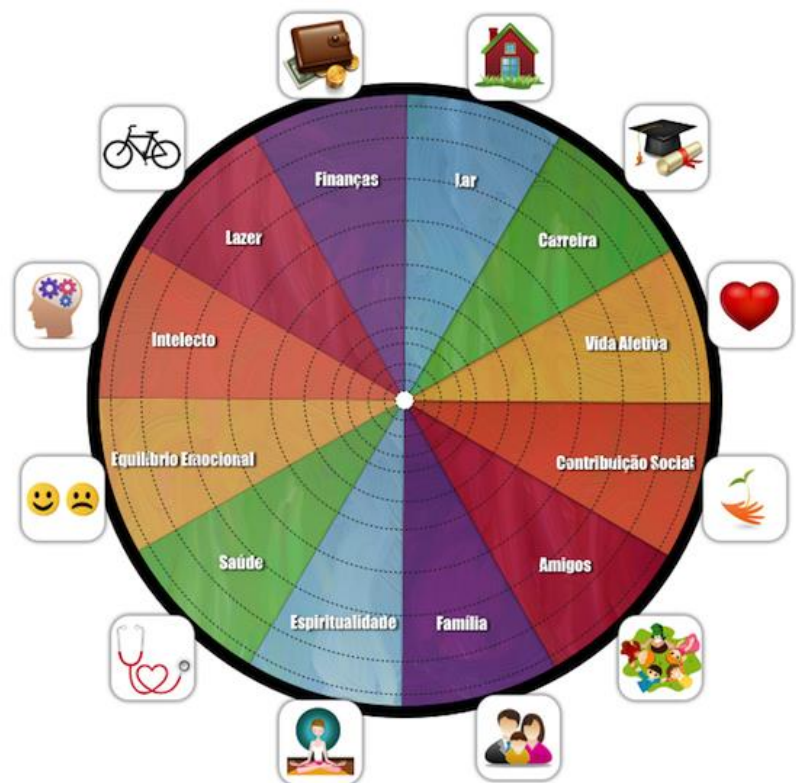 Finanças
Lar
Lazer
Carreira
Intelecto
Vida Afetiva
Equilíbrio Emocional
Contribuição Social
Saúde
Amigos
Espiritualidade
Família